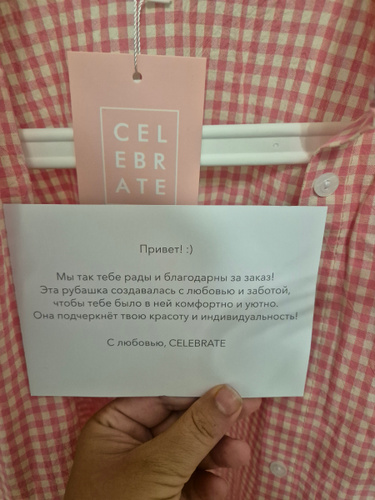 CEL
EBR
ATE
Привет! :)
Мы так тебе рады и благодарны за заказ!
Эта рубашка создавалась с любовью и заботой,
чтобы тебе было в ней комфортно и уютно.
Она подчеркнёт твою красоту и индивидуальность!
С любовью, CELEBRATE